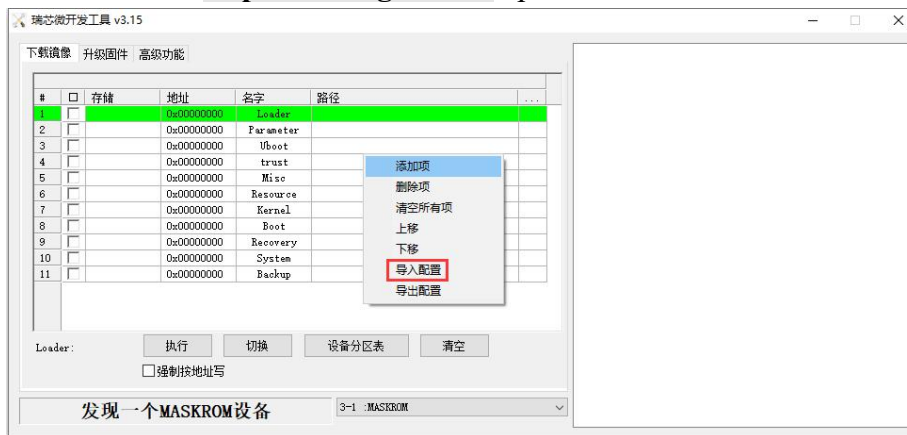 瑞芯微开发工具 v3.15
下载镜像 升级固件 高级功能
# 存储 地址 名字 路径 ...
1 0x00000000 Loader
2 0x00000000 Parameter
3 0x00000000 Uboot
4 0x00000000 trust
5 0x00000000 Misc
6 0x00000000 Resource
7 0x00000000 Kernel
8 0x00000000 Boot
9 0x00000000 Recovery
10 0x00000000 System
11 0x00000000 Backup
添加项
删除项
清空所有项
上移
下移
导入配置
导出配置
Loader: 执行 切换 设备分区表 清空
强制按地址写
发现一个MASKROM设备 3-1 :MASKROM